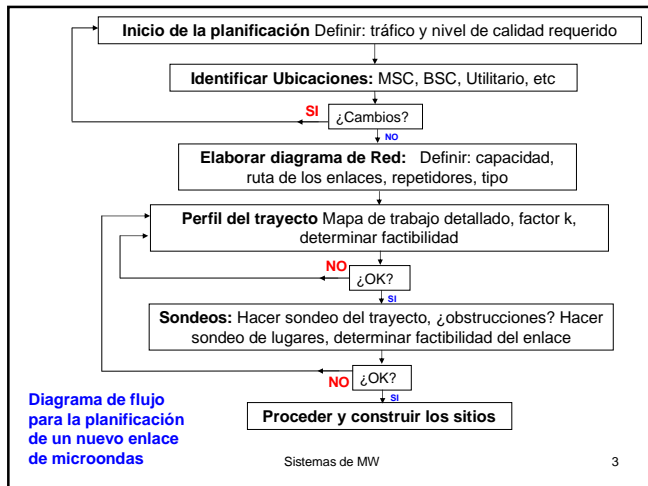 Inicio de la planificación Definir: tráfico y nivel de calidad requerido
Identificar Ubicaciones: MSC, BSC, Utilitario, etc
SI
¿Cambios?
NO
Elaborar diagrama de Red: Definir: capacidad,
ruta de los enlaces, repetidores, tipo
Perfil del trayecto Mapa de trabajo detallado, factor k,
determinar factibilidad
NO
¿OK?
SI
Sondeos: Hacer sondeo del trayecto, ¿obstrucciones? Hacer
sondeo de lugares, determinar factibilidad del enlace
NO
¿OK?
SI
Proceder y construir los sitios
Diagrama de flujo
para la planificación
de un nuevo enlace
de microondas
Sistemas de MW
3